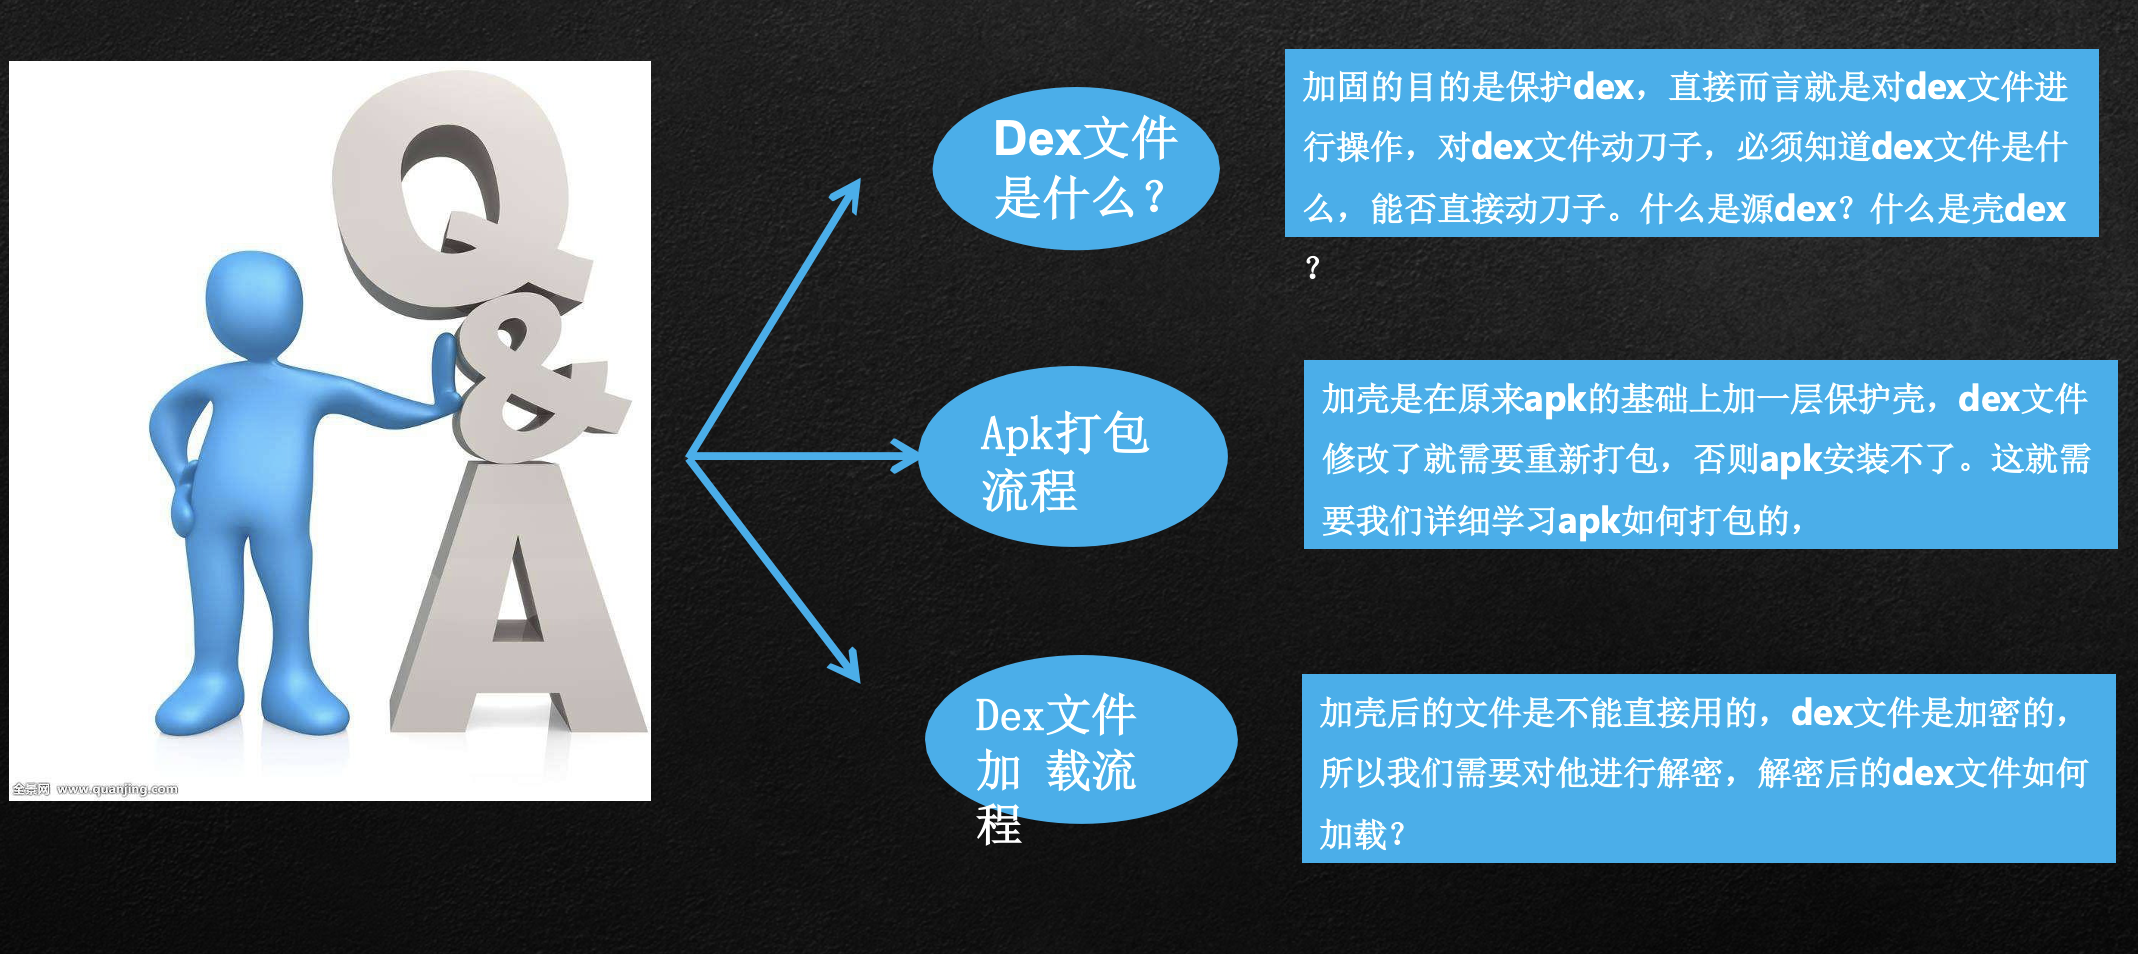 Q
&
A
全景网 www.quanjing.com
Dex文件
是什么？
加固的目的是保护dex，直接而言就是对dex文件进
行操作，对dex文件动刀子，必须知道dex文件是什
么，能否直接动刀子。什么是源dex？什么是壳dex
？
Apk打包
流程
加壳是在原来apk的基础上加一层保护壳，dex文件
修改了就需要重新打包，否则apk安装不了。这就需
要我们详细学习apk如何打包的，
Dex文件
加 载流
程
加壳后的文件是不能直接用的，dex文件是加密的，
所以我们需要对他进行解密，解密后的dex文件如何
加载？